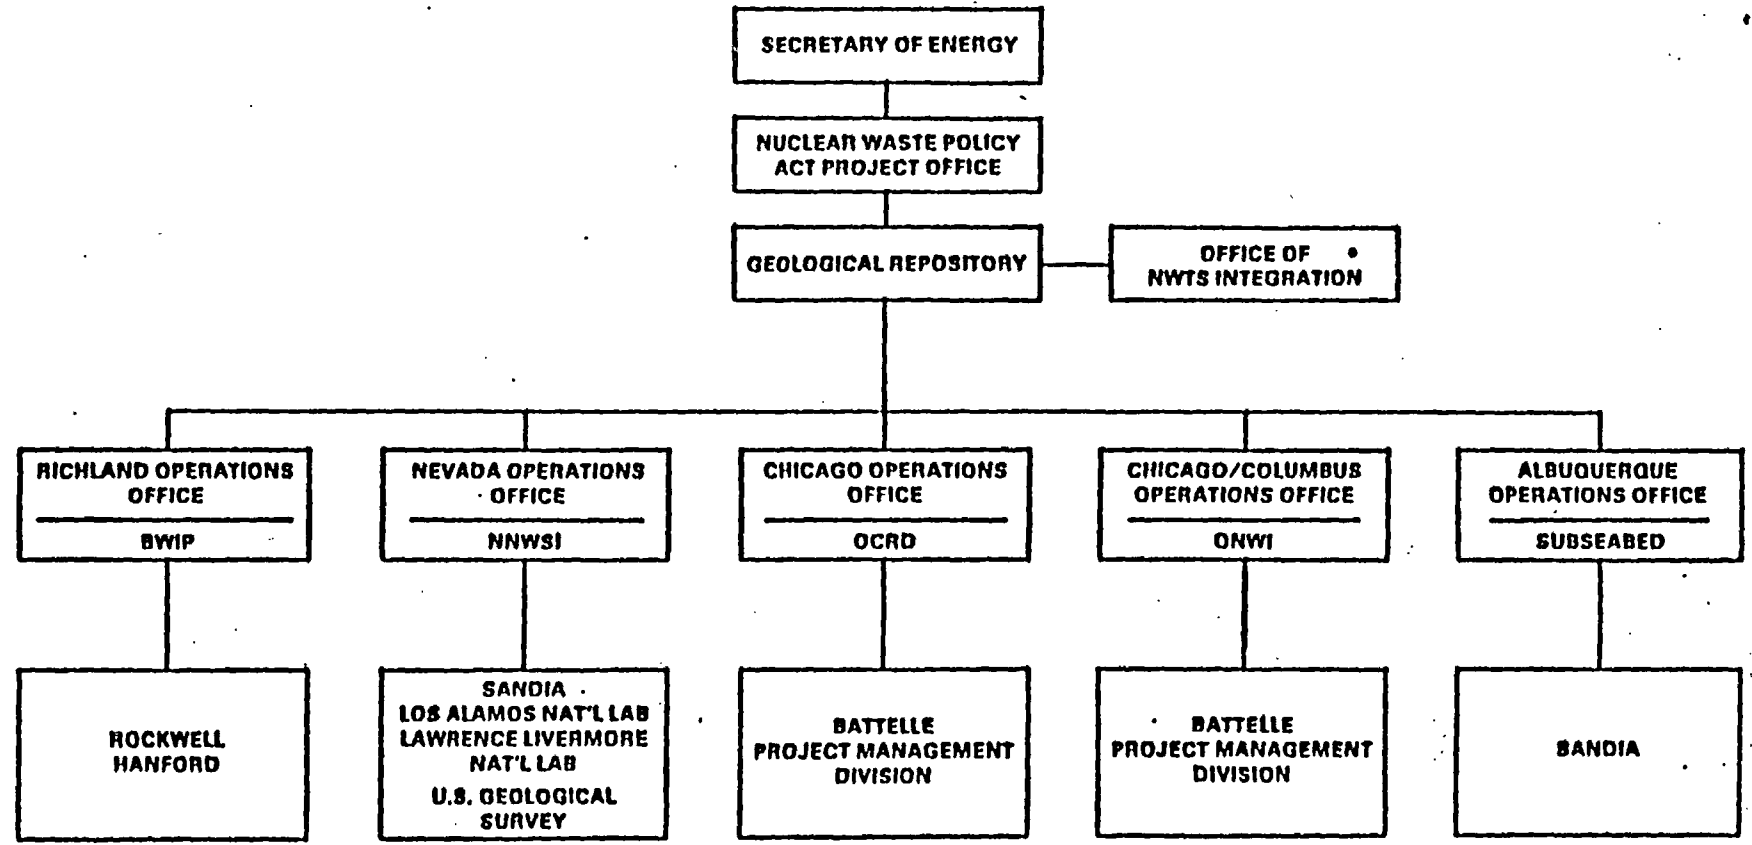 SECRETARY OF ENERGY
NUCLEAR WASTE POLICY
ACT PROJECT OFFICE
GEOLOGICAL REPOSITORY
OFFICE OF
NWTS INTEGRATION
RICHLAND OPERATIONS
OFFICE
BWIP
NEVADA OPERATIONS
OFFICE
NNWSI
CHICAGO OPERATIONS
OFFICE
OCRD
CHICAGO/COLUMBUS
OPERATIONS OFFICE
ONWI
ALBUQUERQUE
OPERATIONS OFFICE
SUBSEABED
ROCKWELL
HANFORD
SANDIA
LOS ALAMOS NAT'L LAB
LAWRENCE LIVERMORE
NAT'L LAB
U.S. GEOLOGICAL
SURVEY
BATTELLE
PROJECT MANAGEMENT
DIVISION
BATTELLE
PROJECT MANAGEMENT
DIVISION
SANDIA